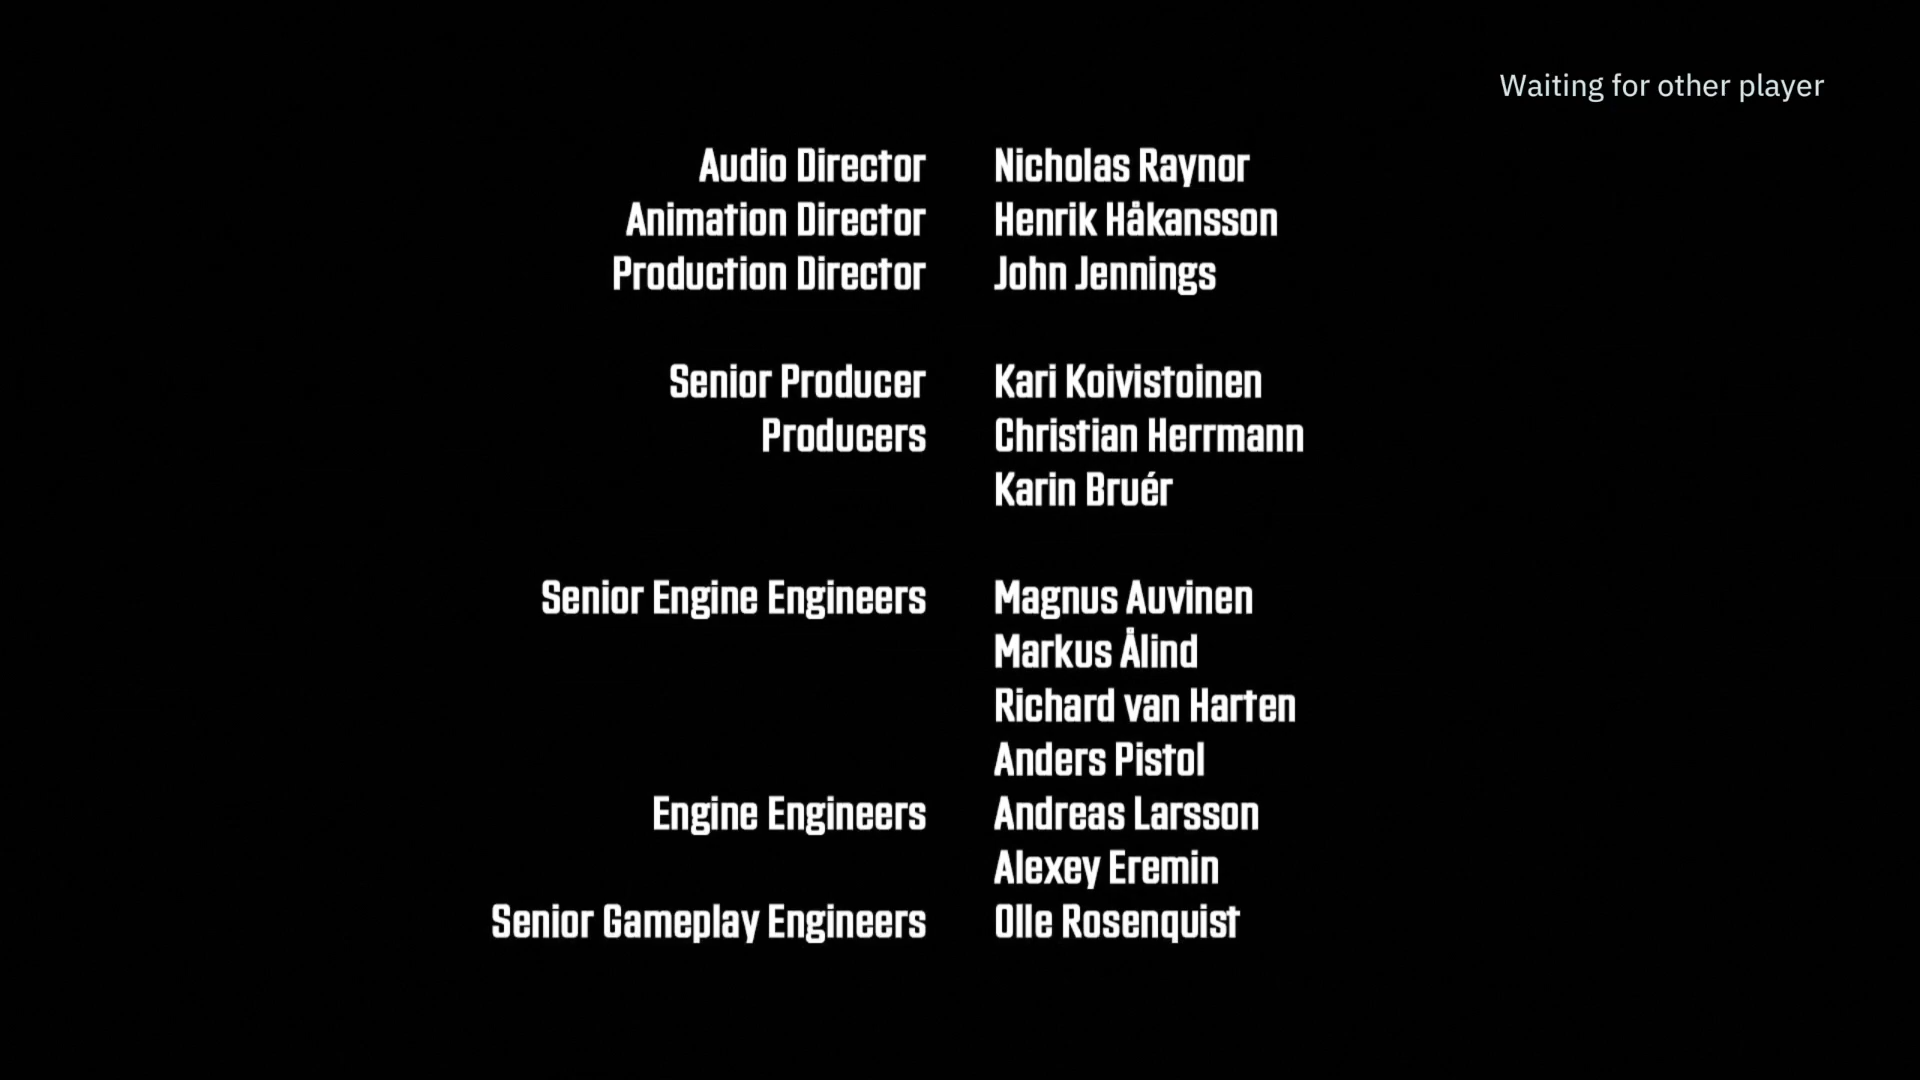 Waiting for other player
Audio Director Nicholas Raynor
Animation Director Henrik Håkansson
Production Director John Jennings
Senior Producer Kari Koivistoinen
Producers Christian Herrmann
Karin Bruér
Senior Engine Engineers Magnus Auvinen
Markus Ålind
Richard van Harten
Anders Pistol
Engine Engineers Andreas Larsson
Alexey Eremin
Senior Gameplay Engineers Olle Rosenquist